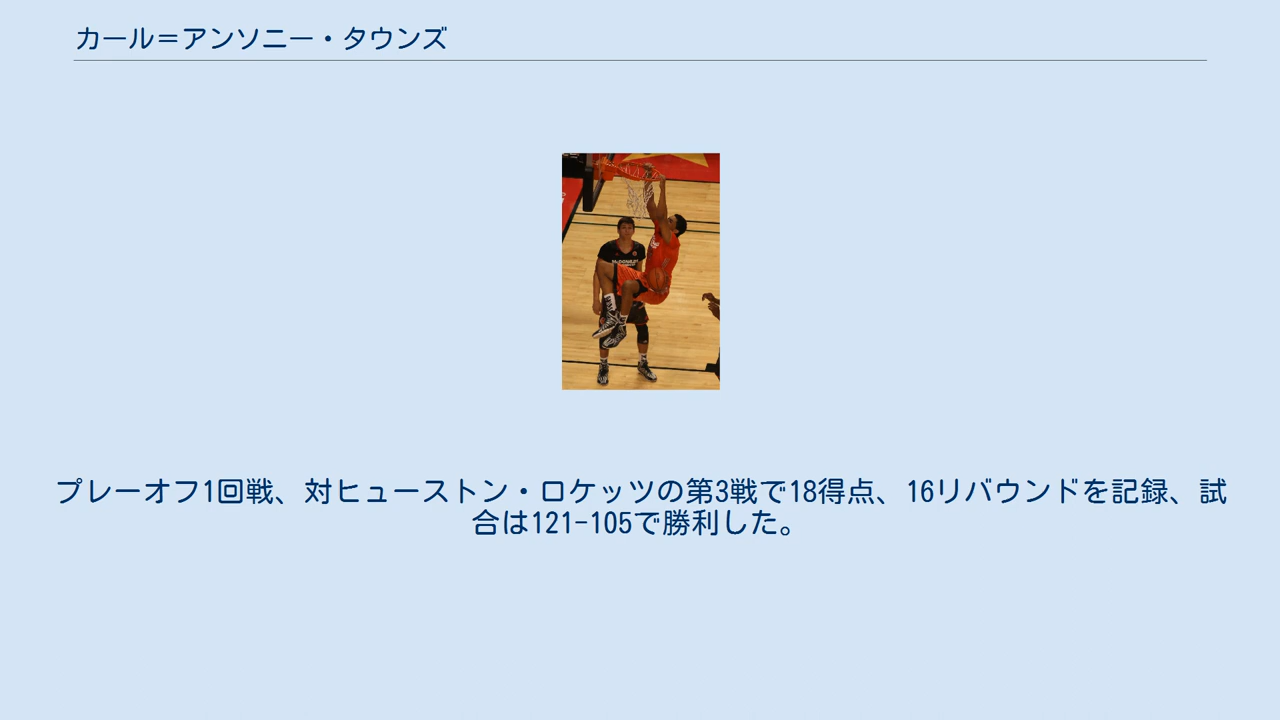 カール＝アンソニー・タウンズ
プレーオフ1回戦、対ヒューストン・ロケッツの第3戦で18得点、16リバウンドを記録、試
合は121-105で勝利した。